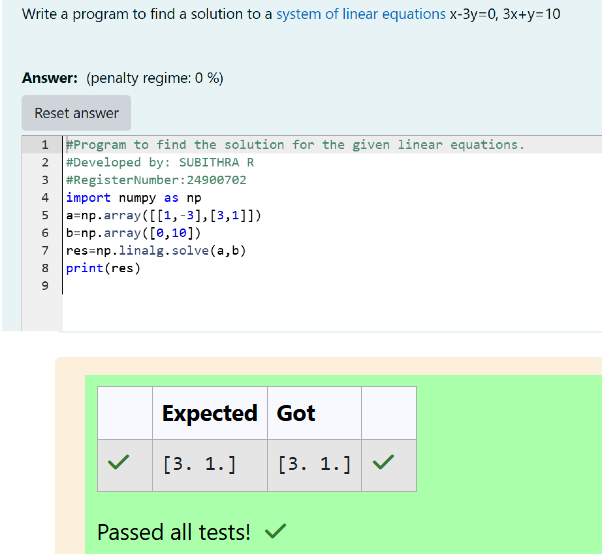 Write a program to find a solution to a system of linear equations x-3y=0, 3x+y=10
Answer: (penalty regime: 0 %)
Reset answer
1 #Program to find the solution for the given linear equations.
2 #Developed by: SUBITHRA R
3 #RegisterNumber:24900702
4 import numpy as np
5 a=np.array([[1,-3],[3,1]])
6 b=np.array([0,10])
7 res=np.linalg.solve(a,b)
8 print(res)
9
Expected Got
[3. 1.] [3. 1.]
Passed all tests!